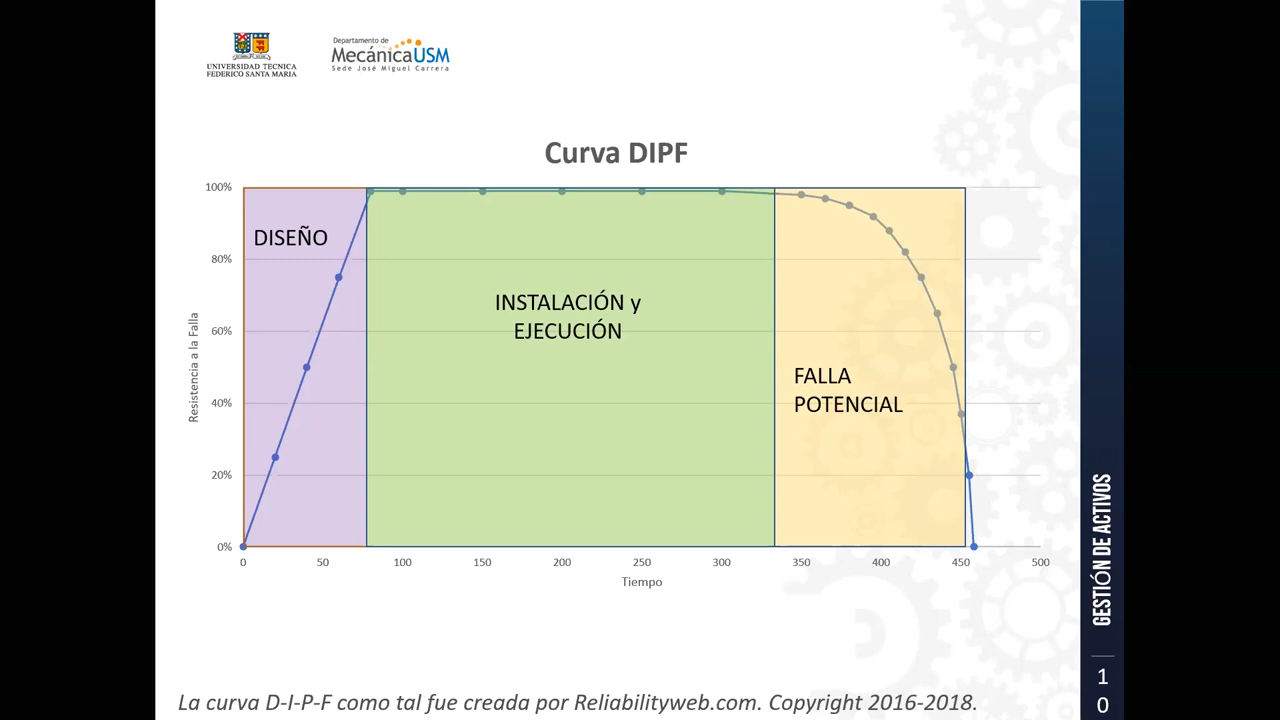 UNIVERSIDAD TECNICA
FEDERICO SANTA MARIA
Departamento de
MecánicaUSM
Sede José Miguel Carrera
Curva DIPF
100%
80%
60%
40%
20%
0%
Resistencia a la Falla
DISEÑO
INSTALACIÓN y
EJECUCIÓN
FALLA
POTENCIAL
0 50 100 150 200 250 300 350 400 450 500
Tiempo
La curva D-I-P-F como tal fue creada por Reliabilityweb.com. Copyright 2016-2018.
GESTIÓN DE ACTIVOS
1
0